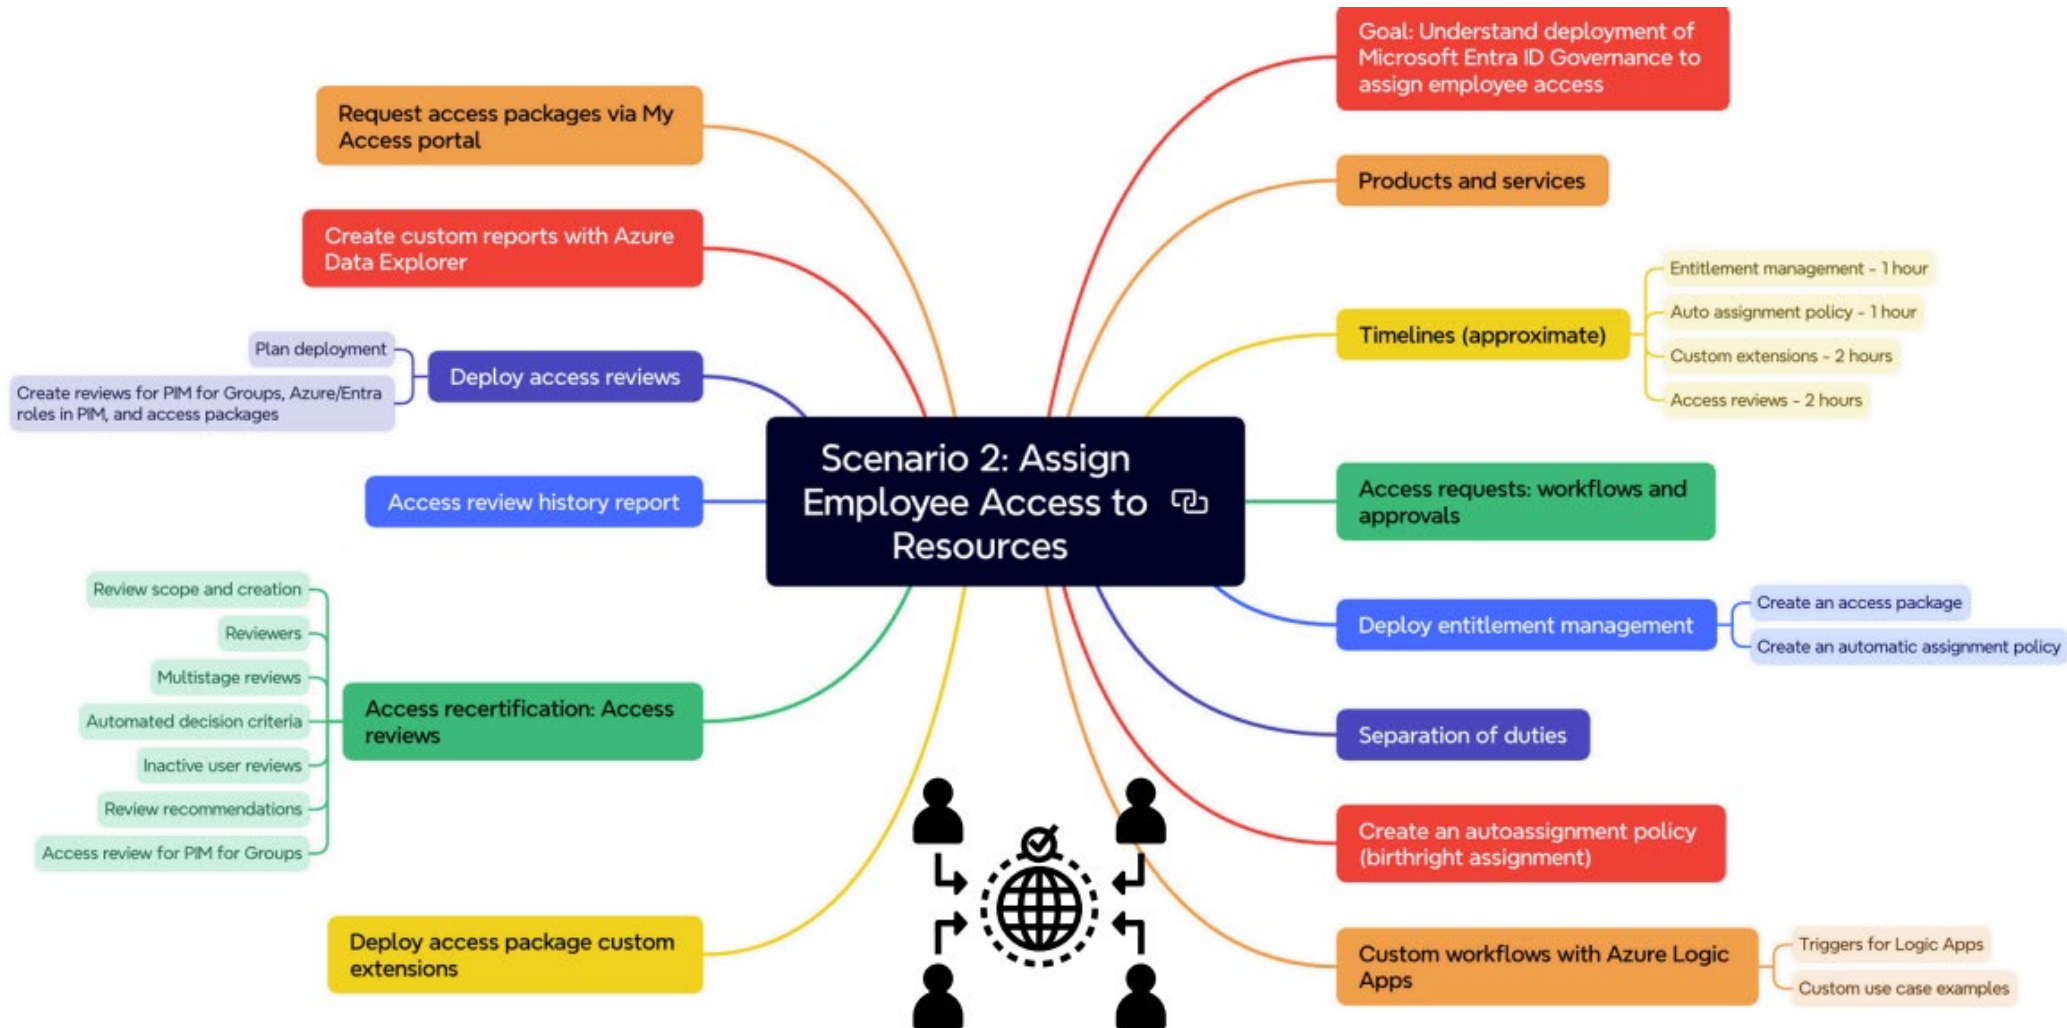 Goal: Understand deployment of
Microsoft Entra ID Governance to
assign employee access
Request access packages via My
Access portal
Products and services
Create custom reports with Azure
Data Explorer
Timelines (approximate)
Entitlement management - 1 hour
Auto assignment policy - 1 hour
Custom extensions - 2 hours
Access reviews - 2 hours
Plan deployment
Create reviews for PIM for Groups, Azure/Entra
roles in PIM, and access packages
Deploy access reviews
Scenario 2: Assign
Employee Access to
Resources
Access review history report
Access requests: workflows and
approvals
Deploy entitlement management
Create an access package
Create an automatic assignment policy
Review scope and creation
Reviewers
Multistage reviews
Automated decision criteria
Inactive user reviews
Review recommendations
Access review for PIM for Groups
Access recertification: Access
reviews
Separation of duties
Create an autoassignment policy
(birthright assignment)
Deploy access package custom
extensions
Custom workflows with Azure Logic
Apps
Triggers for Logic Apps
Custom use case examples